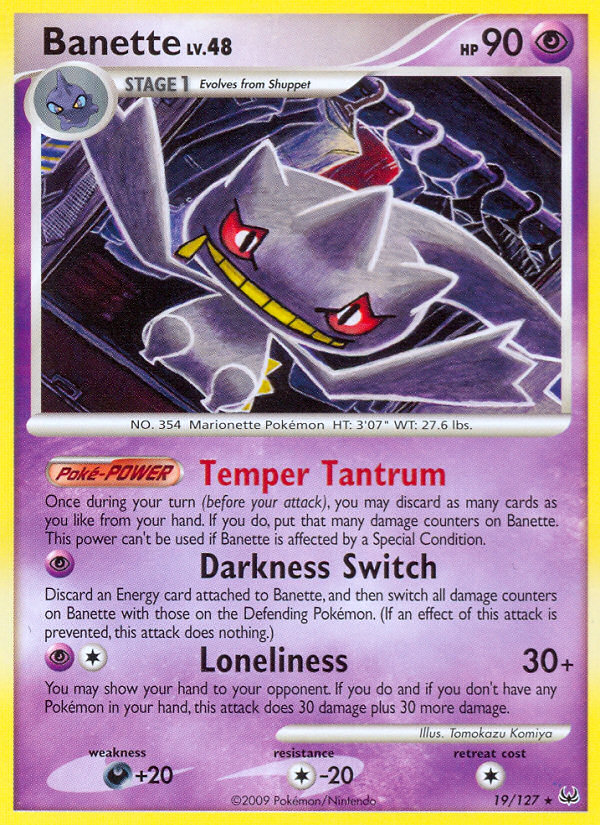 Banette LV.48 HP 90
STAGE 1 Evolves from Shuppet
NO. 354 Marionette Pokémon HT: 3'07" WT: 27.6 lbs.
Poké-POWER Temper Tantrum
Once during your turn (before your attack), you may discard as many cards as
you like from your hand. If you do, put that many damage counters on Banette.
This power can't be used if Banette is affected by a Special Condition.
Darkness Switch
Discard an Energy card attached to Banette, and then switch all damage counters
on Banette with those on the Defending Pokémon. (If an effect of this attack is
prevented, this attack does nothing.)
Loneliness 30+
You may show your hand to your opponent. If you do and if you don't have any
Pokémon in your hand, this attack does 30 damage plus 30 more damage.
Illus. Tomokazu Komiya
weakness resistance retreat cost
+20 -20
©2009 Pokémon/Nintendo 19/127 ★